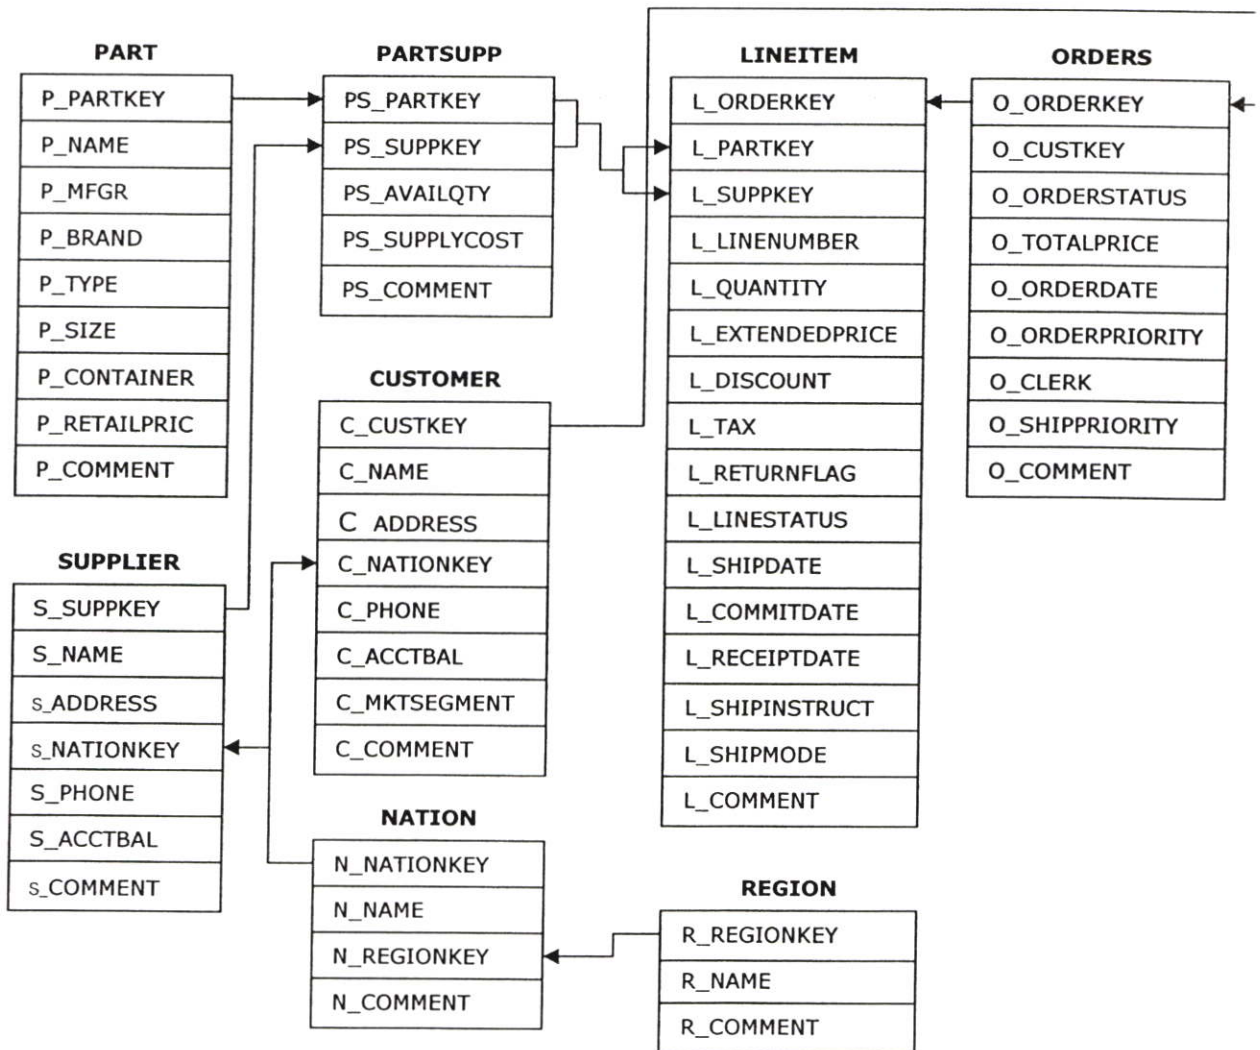 PART
P_PARTKEY
P_NAME
P_MFGR
P_BRAND
P_TYPE
P_SIZE
P_CONTAINER
P_RETAILPRIC
P_COMMENT
PARTSUPP
PS_PARTKEY
PS_SUPPKEY
PS_AVAILQTY
PS_SUPPLYCOST
PS_COMMENT
LINEITEM
L_ORDERKEY
L_PARTKEY
L_SUPPKEY
L_LINENUMBER
L_QUANTITY
L_EXTENDEDPRICE
L_DISCOUNT
L_TAX
L_RETURNFLAG
L_LINESTATUS
L_SHIPDATE
L_COMMITDATE
L_RECEIPTDATE
L_SHIPINSTRUCT
L_SHIPMODE
L_COMMENT
ORDERS
O_ORDERKEY
O_CUSTKEY
O_ORDERSTATUS
O_TOTALPRICE
O_ORDERDATE
O_ORDERPRIORITY
O_CLERK
O_SHIPPRIORITY
O_COMMENT
CUSTOMER
C_CUSTKEY
C_NAME
C ADDRESS
C_NATIONKEY
C_PHONE
C_ACCTBAL
C_MKTSEGMENT
C_COMMENT
SUPPLIER
S_SUPPKEY
S_NAME
s_ADDRESS
s_NATIONKEY
S_PHONE
S_ACCTBAL
s_COMMENT
NATION
N_NATIONKEY
N_NAME
N_REGIONKEY
N_COMMENT
REGION
R_REGIONKEY
R_NAME
R_COMMENT